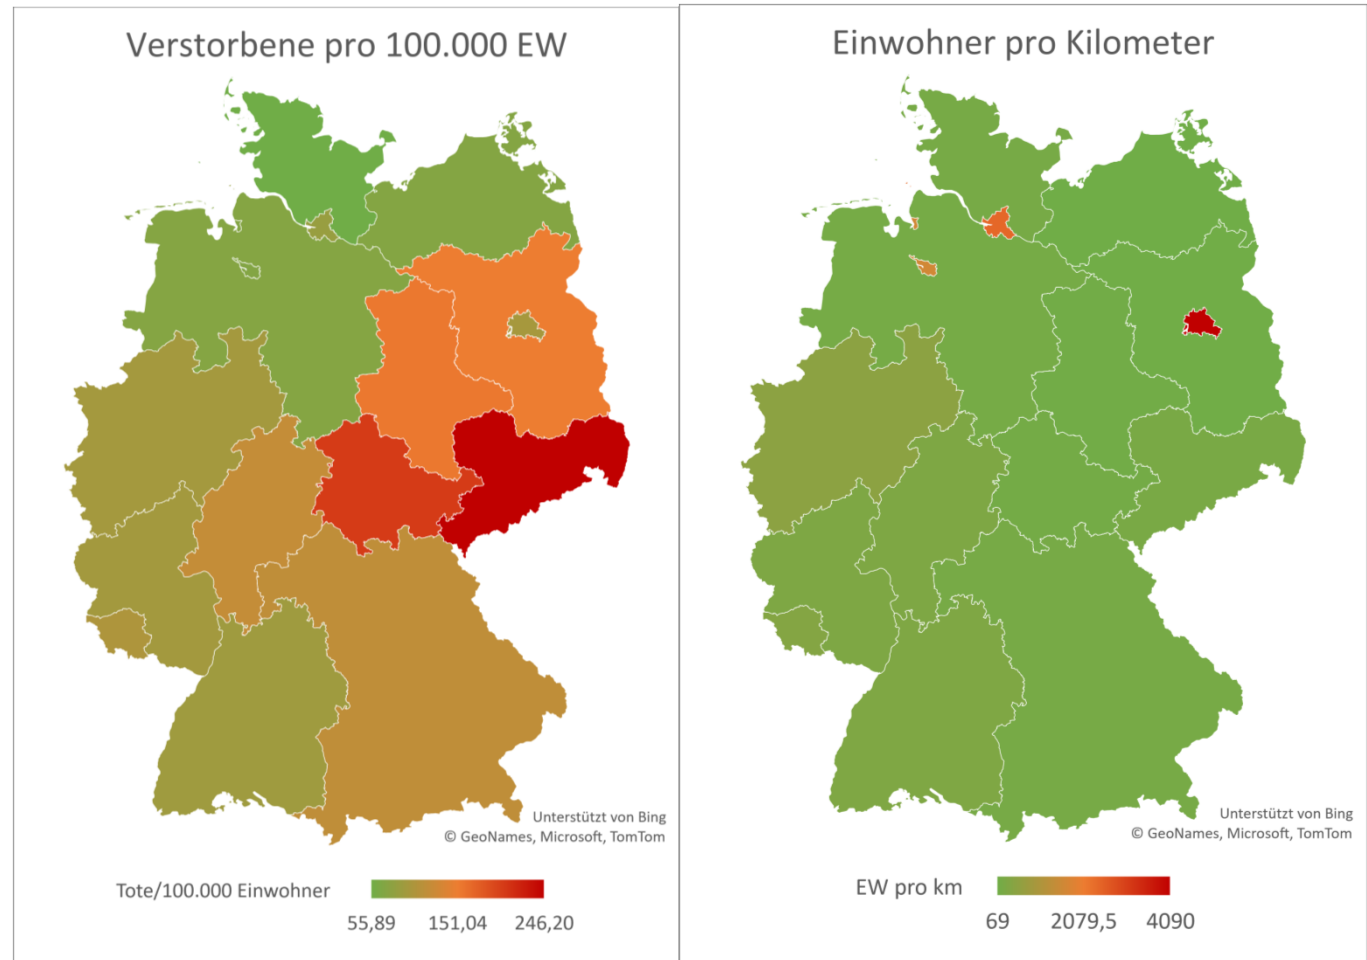 Verstorbene pro 100.000 EW
Unterstützt von Bing
© GeoNames, Microsoft, TomTom
Tote/100.000 Einwohner
55,89 151,04 246,20
Einwohner pro Kilometer
Unterstützt von Bing
© GeoNames, Microsoft, TomTom
EW pro km
69 2079,5 4090